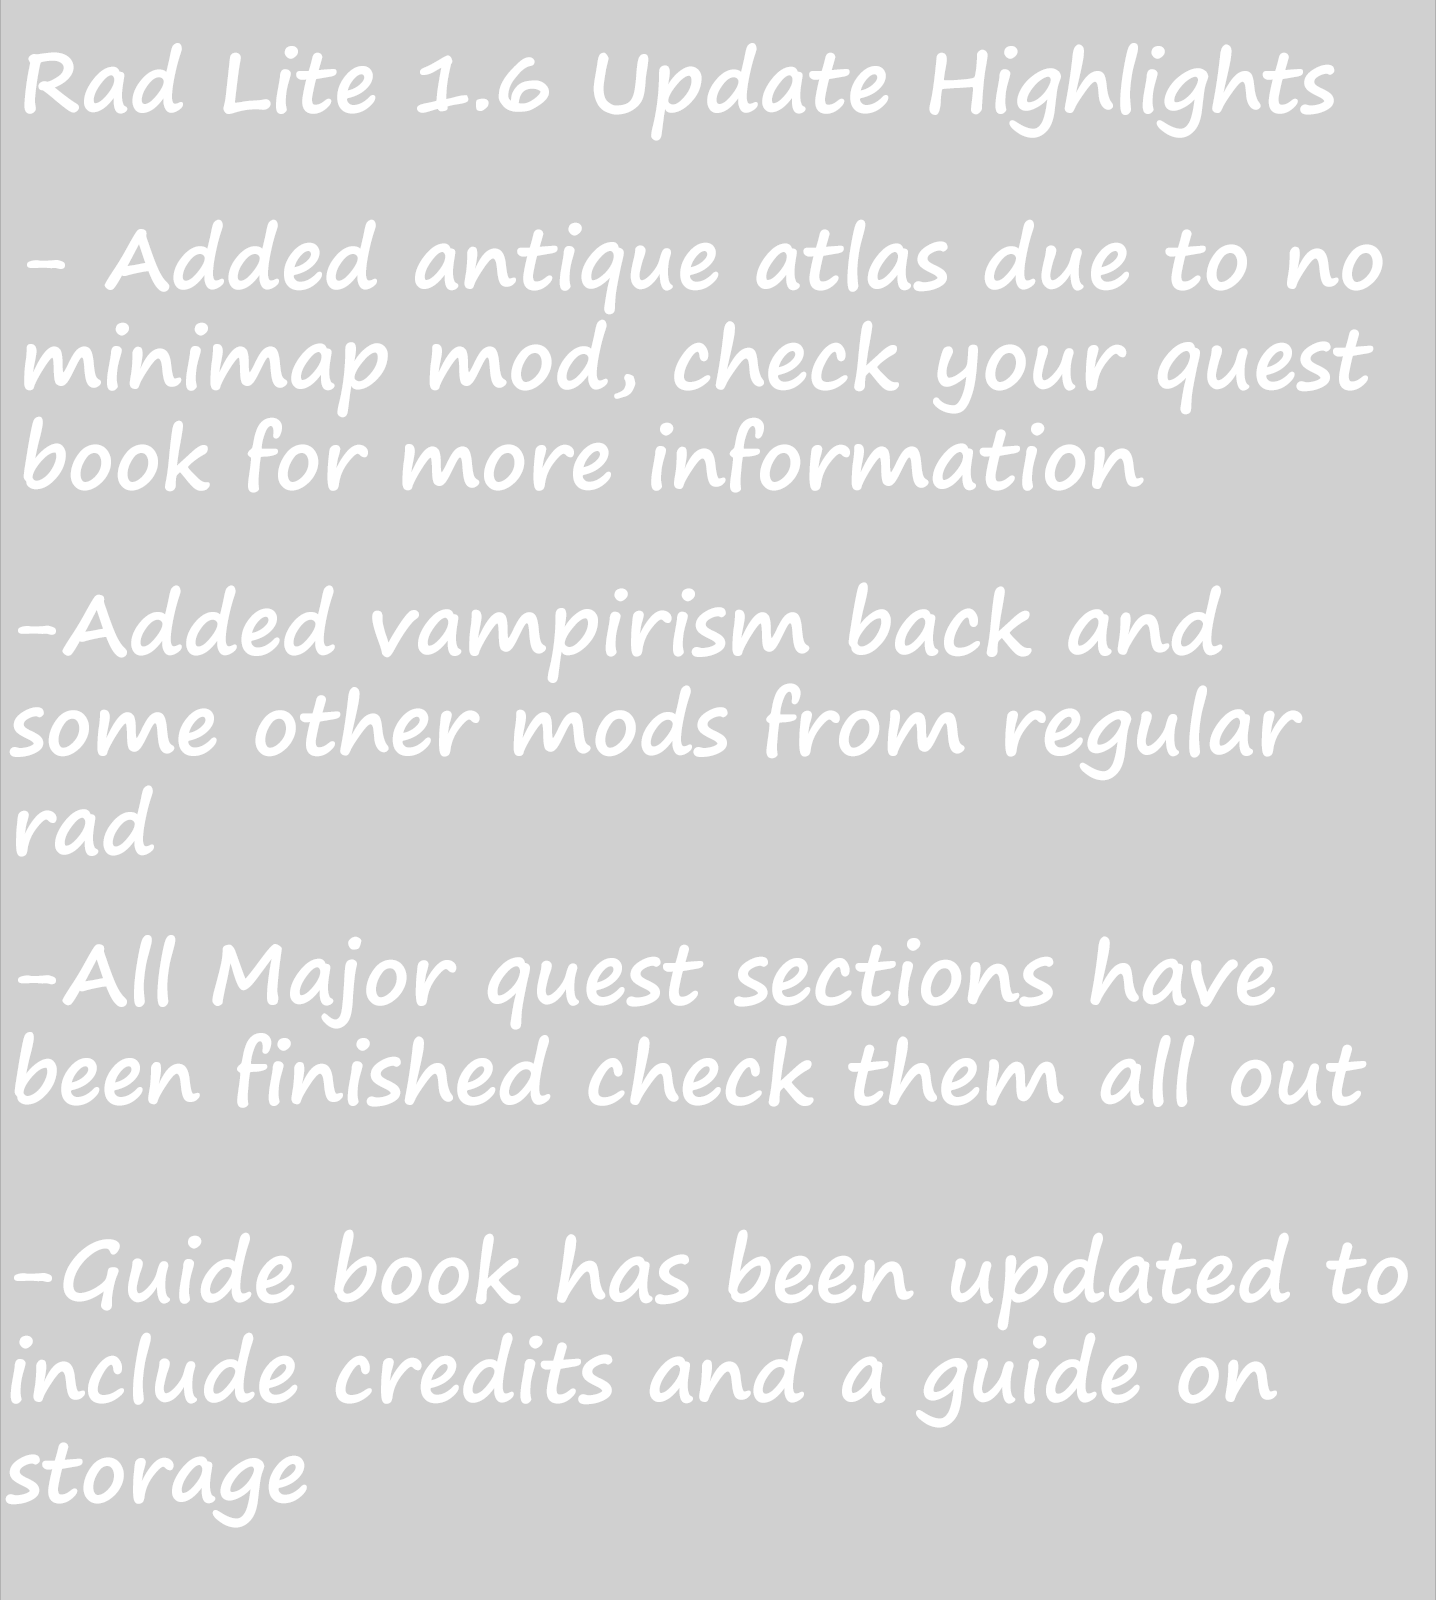 Rad Lite 1.6 Update Highlights
- Added antique atlas due to no
minimap mod, check your quest
book for more information
-Added vampirism back and
some other mods from regular
rad
-All Major quest sections have
been finished check them all out
-Guide book has been updated to
include credits and a guide on
storage